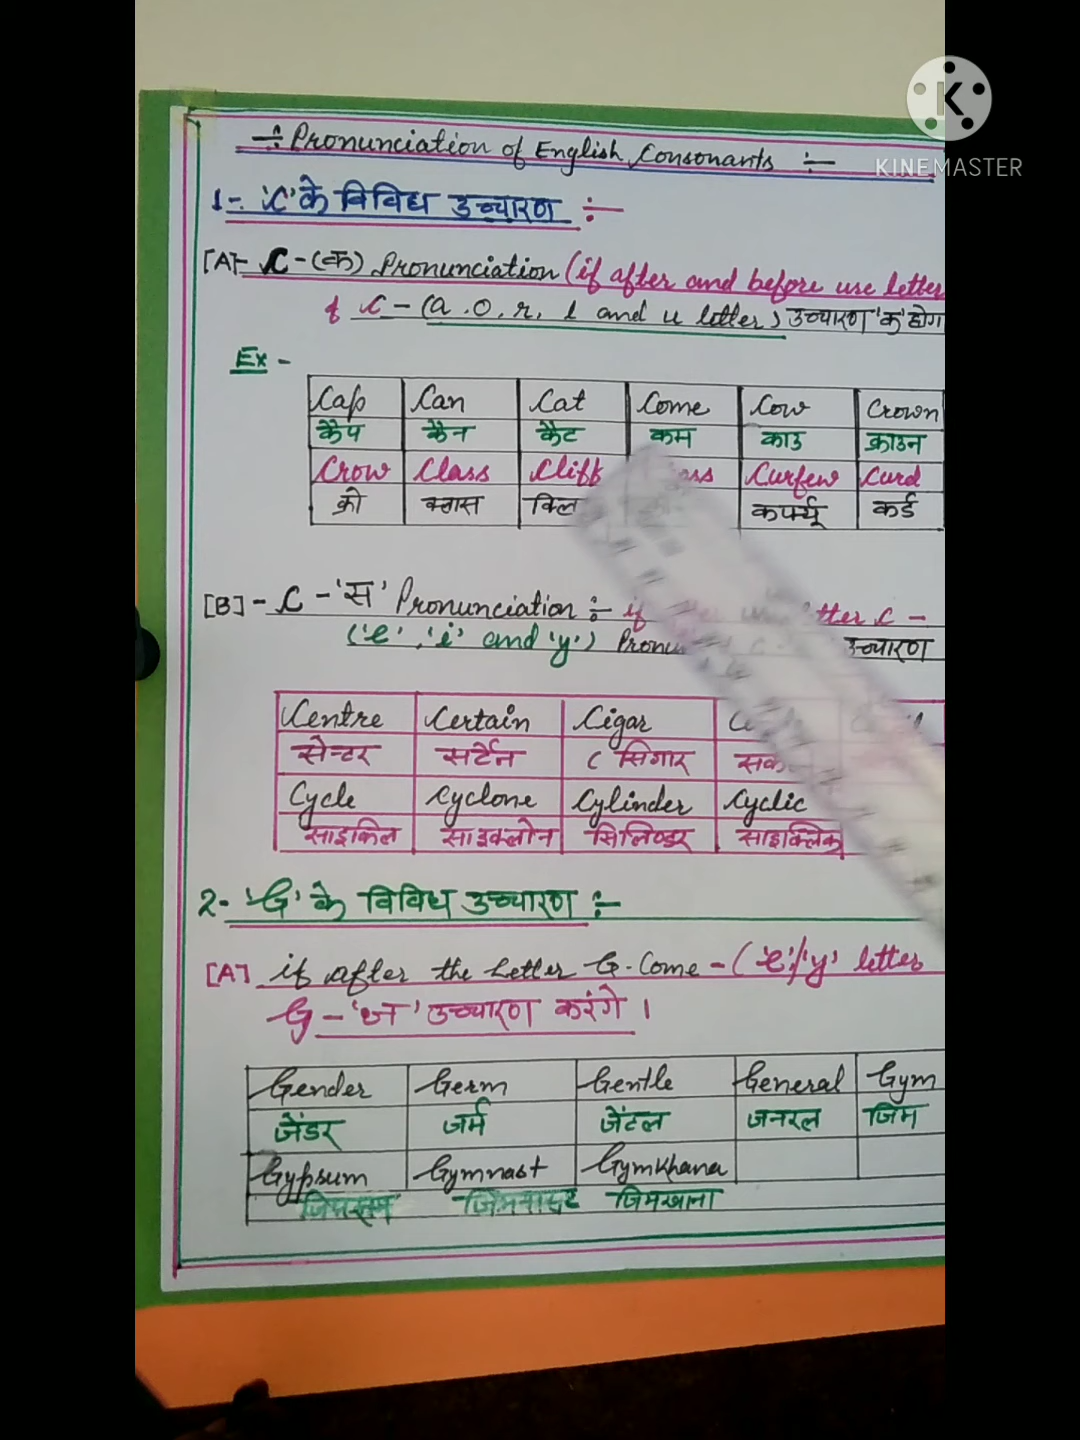 ÷ Pronunciation of English Consonants ÷
K
KINEMASTER
1- 'C' के विविध उच्चारण :-
[A]- C - (क) Pronunciation (if after and before use letter
of C - (a, o, r, l and u letter) उच्चारण 'क' होग
Ex -
Cap Can Cat Come Cow Crown
कैप कैन कैट कम काउ क्राउन
Crow Class Cliff Curfew Curd
क्रो क्लास कर्फ्यू कर्ड
[B] - C - 'स' Pronunciation ÷ if letter C -
('e', 'i' and 'y') उच्चारण
Centre Certain Cigar
सेन्टर सर्टेन सिगार
Cycle Cyclone Cylinder Cyclic
साइकिल साइक्लोन सिलिण्डर साइक्लिक
2- 'G' के विविध उच्चारण ÷
[A] if after the letter G. Come - ('e'/'y' letter
G - 'ज' उच्चारण करंगे ।
Gender Germ Gentle General Gym
जेंडर जर्म जेंटल जनरल जिम
Gypsum Gymnast Gymkhana
जिमखाना